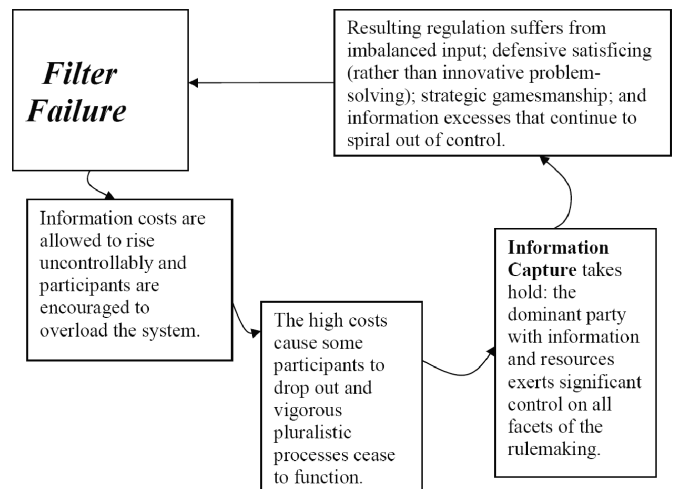 Filter
Failure
Resulting regulation suffers from
imbalanced input; defensive satisficing
(rather than innovative problem-
solving); strategic gamesmanship; and
information excesses that continue to
spiral out of control.
Information costs are
allowed to rise
uncontrollably and
participants are
encouraged to
overload the system.
The high costs
cause some
participants to
drop out and
vigorous
pluralistic
processes cease
to function.
Information
Capture takes
hold: the
dominant party
with information
and resources
exerts significant
control on all
facets of the
rulemaking.